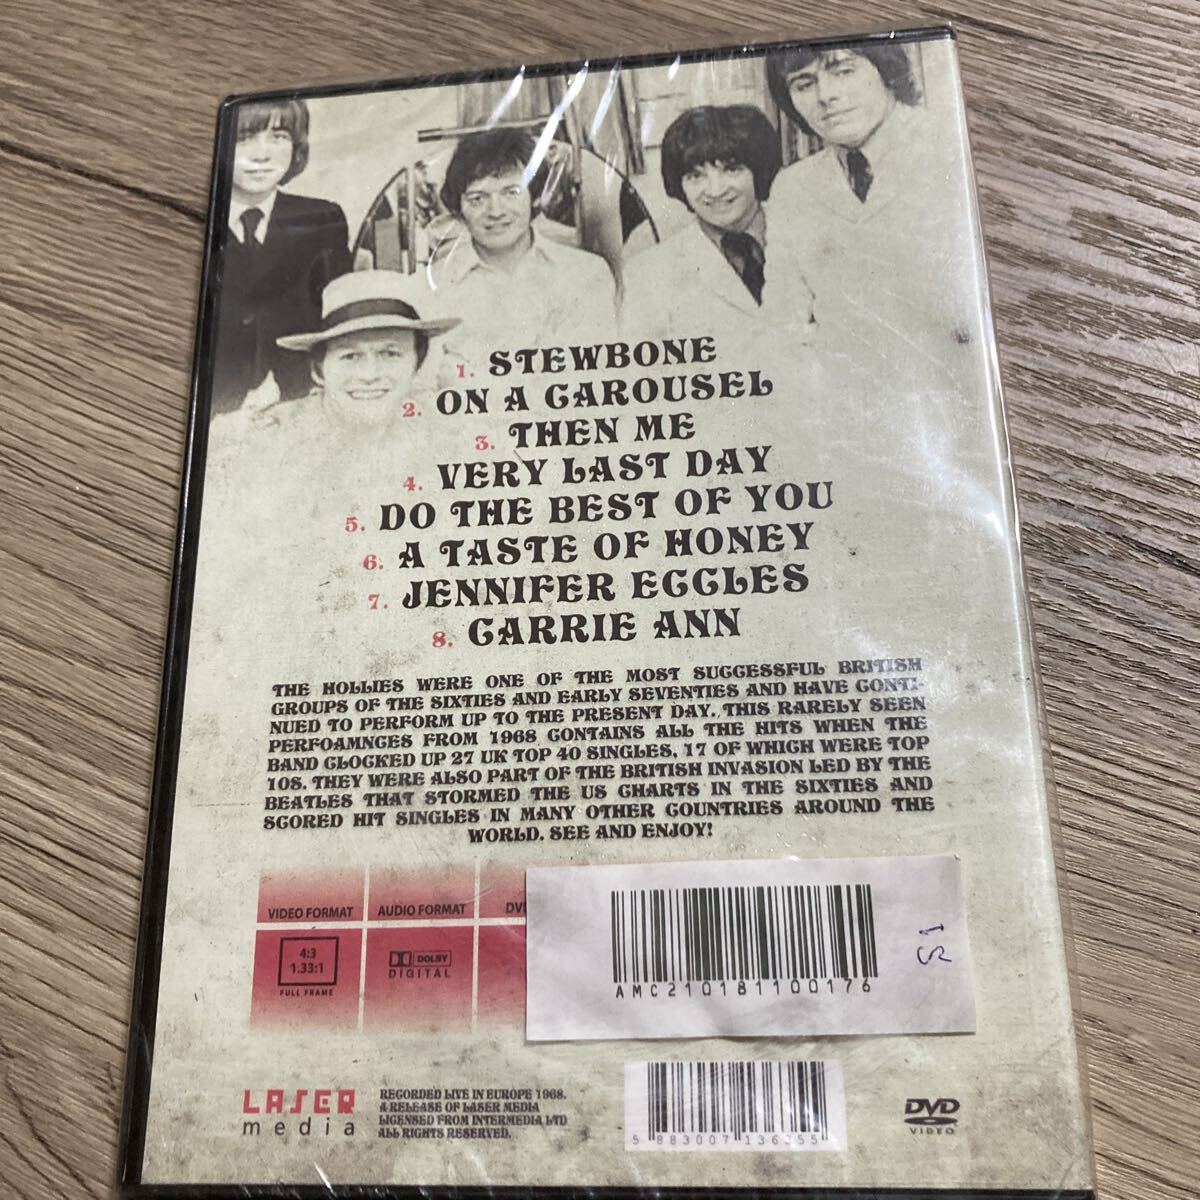 1. STEWBONE
2. ON A CAROUSEL
3. THEN ME
4. VERY LAST DAY
5. DO THE BEST OF YOU
6. A TASTE OF HONEY
7. JENNIFER ECCLES
8. CARRIE ANN
THE HOLLIES WERE ONE OF THE MOST SUCCESSFUL BRITISH
GROUPS OF THE SIXTIES AND EARLY SEVENTIES AND HAVE CONTI-
NUED TO PERFORM UP TO THE PRESENT DAY. THIS RARELY SEEN
PERFOAMNGES FROM 1968 CONTAINS ALL THE HITS WHEN THE
BAND CLOCKED UP 27 UK TOP 40 SINGLES, 17 OF WHICH WERE TOP
10S. THEY WERE ALSO PART OF THE BRITISH INVASION LED BY THE
BEATLES THAT STORMED THE US CHARTS IN THE SIXTIES AND
SCORED HIT SINGLES IN MANY OTHER COUNTRIES AROUND THE
WORLD. SEE AND ENJOY!
VIDEO FORMAT AUDIO FORMAT
4:3
1.33:1
FULL FRAME
DOLBY
DIGITAL
AMC210181100176
S1
LASER
media
RECORDED LIVE IN EUROPE 1968.
A RELEASE OF LASER MEDIA
LICENSED FROM INTERMEDIA LTD
ALL RIGHTS RESERVED.
5 883007 136355
DVD
VIDEO